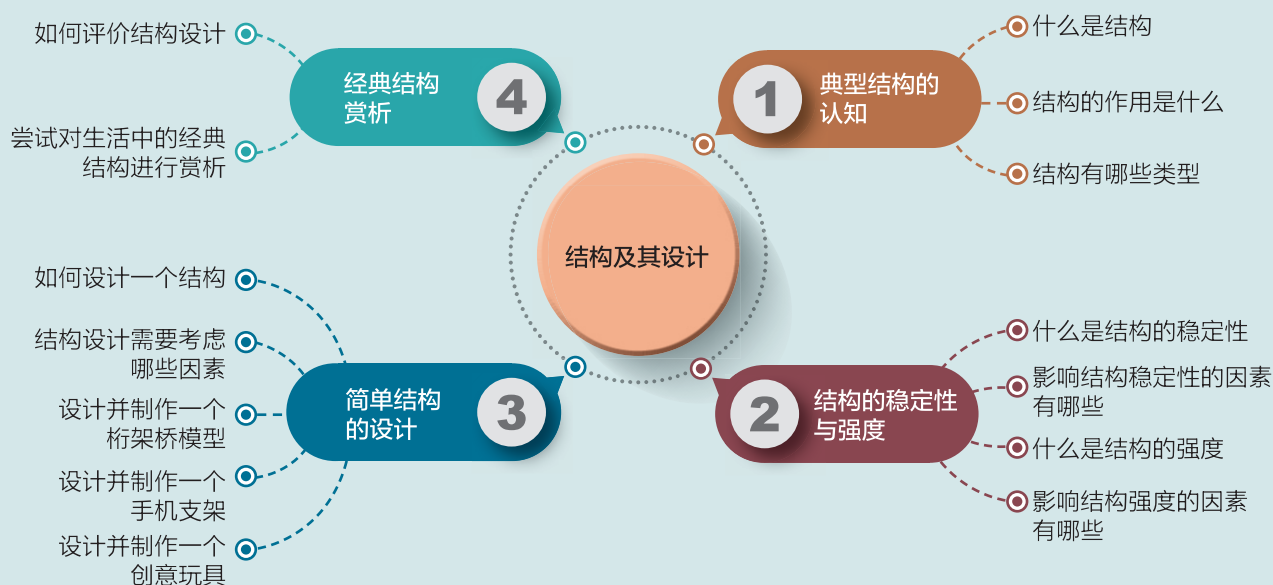 结构及其设计
1
典型结构的
认知
什么是结构
结构的作用是什么
结构有哪些类型
2
结构的稳定性
与强度
什么是结构的稳定性
影响结构稳定性的因素
有哪些
什么是结构的强度
影响结构强度的因素
有哪些
3
简单结构
的设计
如何设计一个结构
结构设计需要考虑
哪些因素
设计并制作一个
桁架桥模型
设计并制作一个
手机支架
设计并制作一个
创意玩具
4
经典结构
赏析
如何评价结构设计
尝试对生活中的经典
结构进行赏析